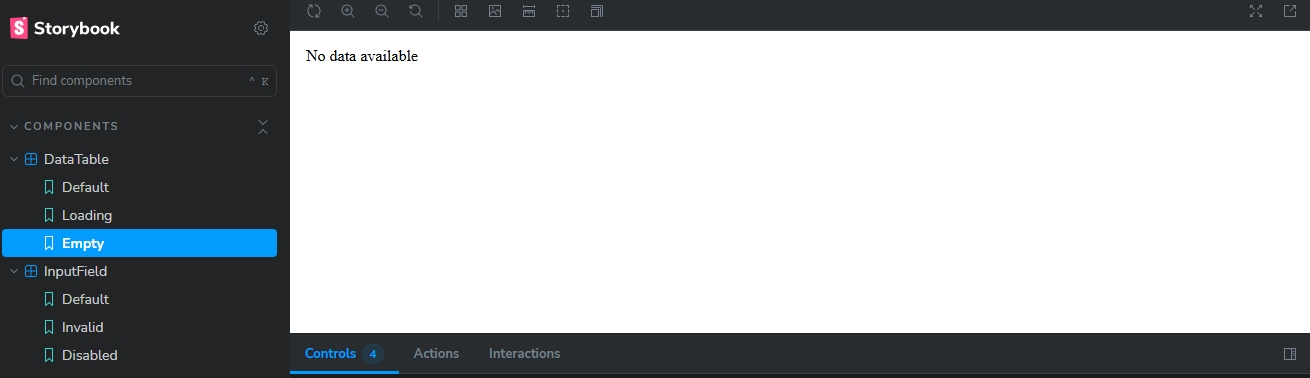 Storybook
Find components ^ K
COMPONENTS
DataTable
Default
Loading
Empty
InputField
Default
Invalid
Disabled
No data available
Controls 4 Actions Interactions